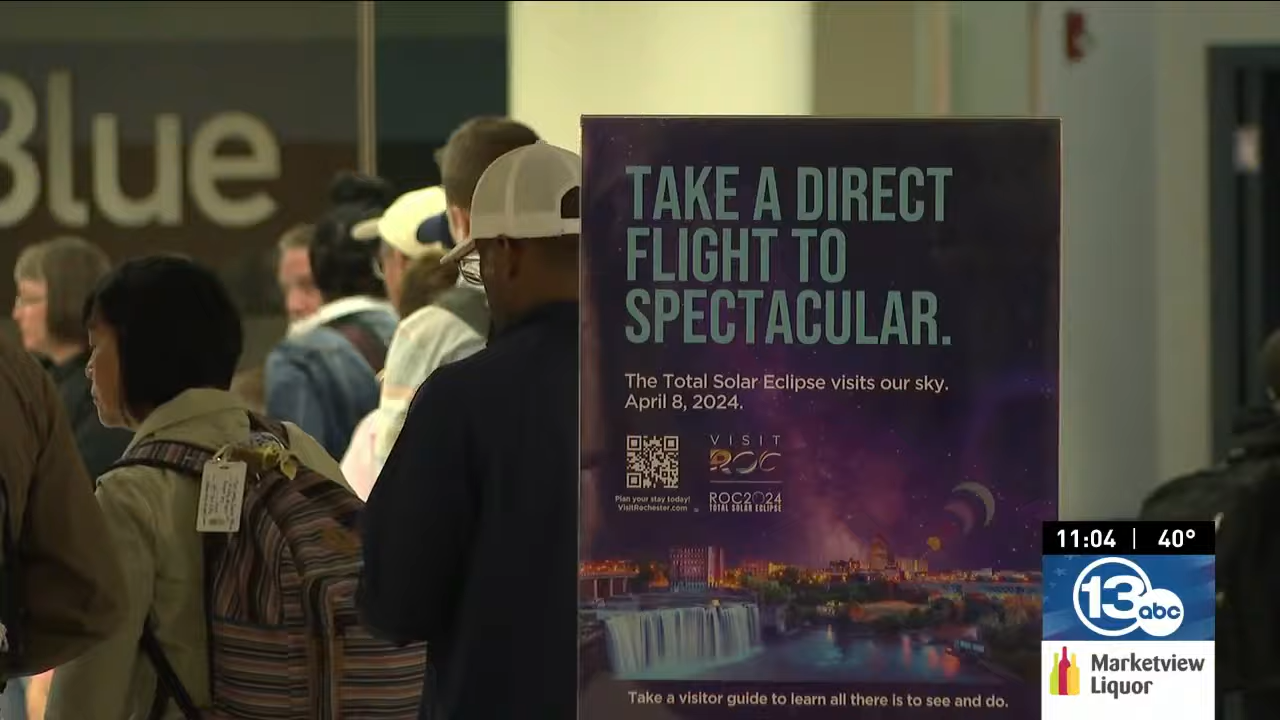 Blue
TAKE A DIRECT
FLIGHT TO
SPECTACULAR.
The Total Solar Eclipse visits our sky.
April 8, 2024.
VISIT
ROC
Plan your stay today!
VisitRochester.com
ROC2024
TOTAL SOLAR ECLIPSE
Take a visitor guide to learn all there is to see and do.
11:04 | 40°
13
abc
Marketview
Liquor